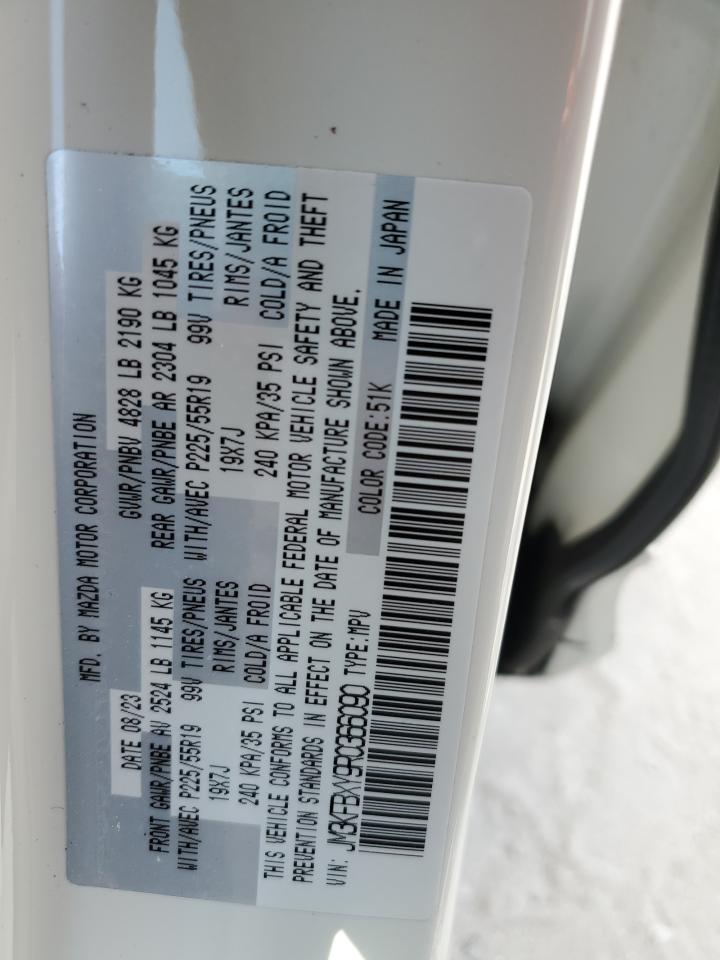 MFD. BY MAZDA MOTOR CORPORATION
DATE 08/23 GVWR/PNBV 4828 LB 2190 KG
FRONT GAWR/PNBE AV 2524 LB 1145 KG REAR GAWR/PNBE AR 2304 LB 1045 KG
WITH/AVEC P225/55R19 99V TIRES/PNEUS WITH/AVEC P225/55R19 99V TIRES/PNEUS
19X7J RIMS/JANTES 19X7J RIMS/JANTES
240 KPA/35 PSI COLD/A FROID 240 KPA/35 PSI COLD/A FROID
THIS VEHICLE CONFORMS TO ALL APPLICABLE FEDERAL MOTOR VEHICLE SAFETY AND THEFT
PREVENTION STANDARDS IN EFFECT ON THE DATE OF MANUFACTURE SHOWN ABOVE.
VIN: JM3KFBXY9R0366090 TYPE:MPV COLOR CODE:51K MADE IN JAPAN